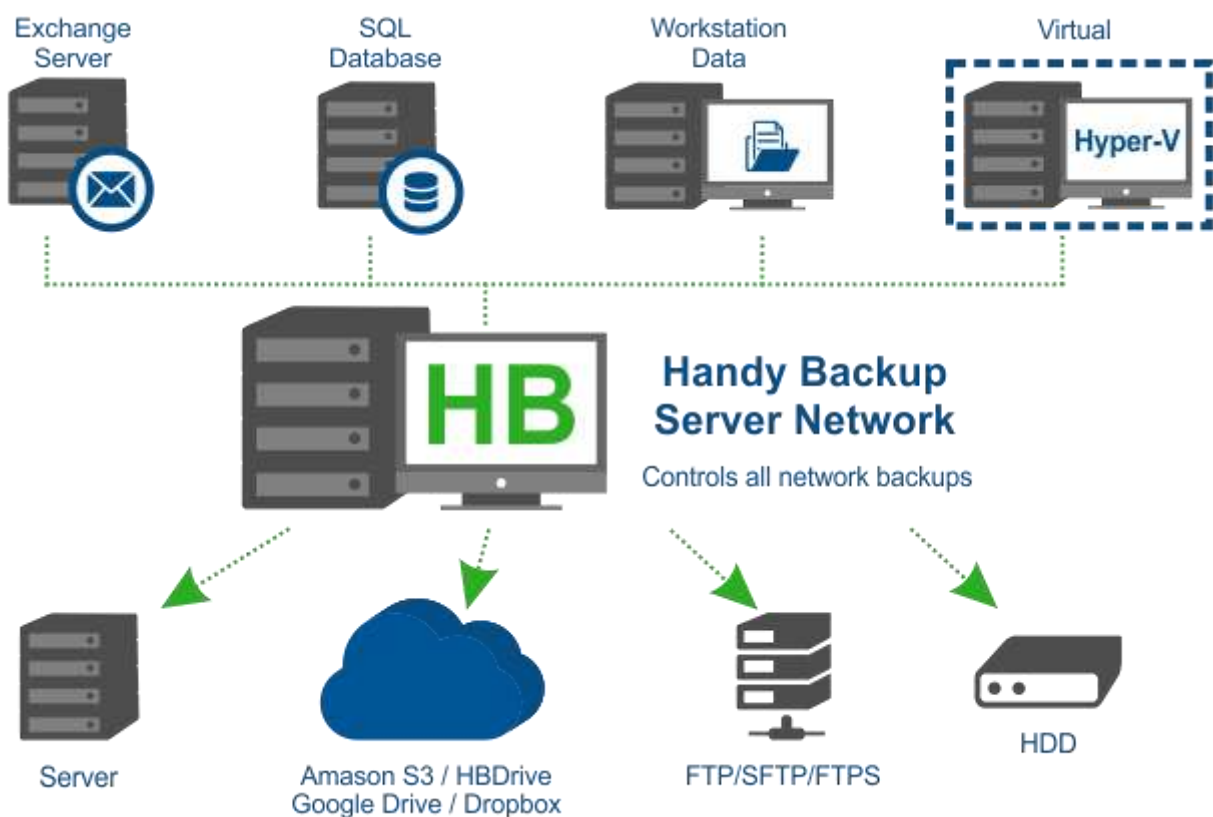 Exchange
Server
SQL
Database
Workstation
Data
Virtual
Hyper-V
HB
Handy Backup
Server Network
Controls all network backups
Server
Amason S3 / HBDrive
Google Drive / Dropbox
FTP/SFTP/FTPS
HDD